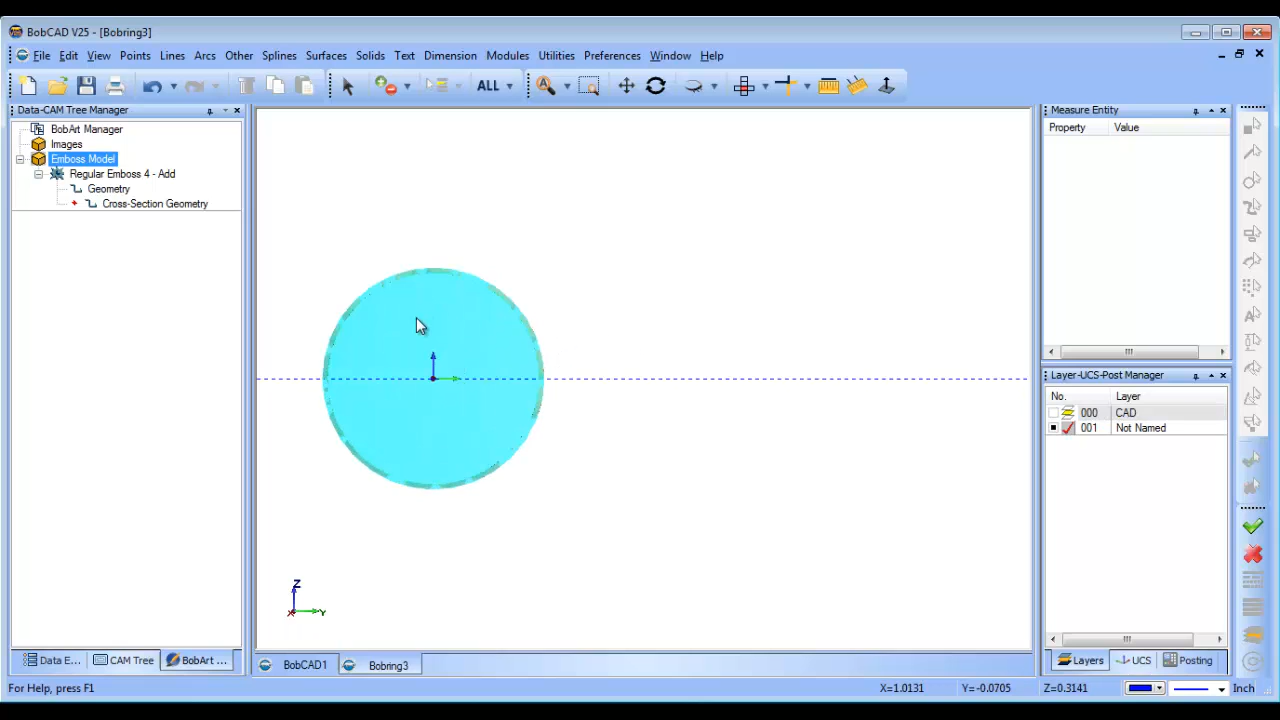 BobCAD V25 - [Bobring3]
File Edit View Points Lines Arcs Other Splines Surfaces Solids Text Dimension Modules Utilities Preferences Window Help
ALL
Data-CAM Tree Manager
BobArt Manager
Images
Emboss Model
Regular Emboss 4 - Add
Geometry
Cross-Section Geometry
Z
Y
X
Measure Entity
Property Value
Layer-UCS-Post Manager
No. Layer
000 CAD
001 Not Named
Data E... CAM Tree BobArt ...
BobCAD1 Bobring3
Layers UCS Posting
For Help, press F1
X=1.0131 Y=-0.0705 Z=0.3141 Inch